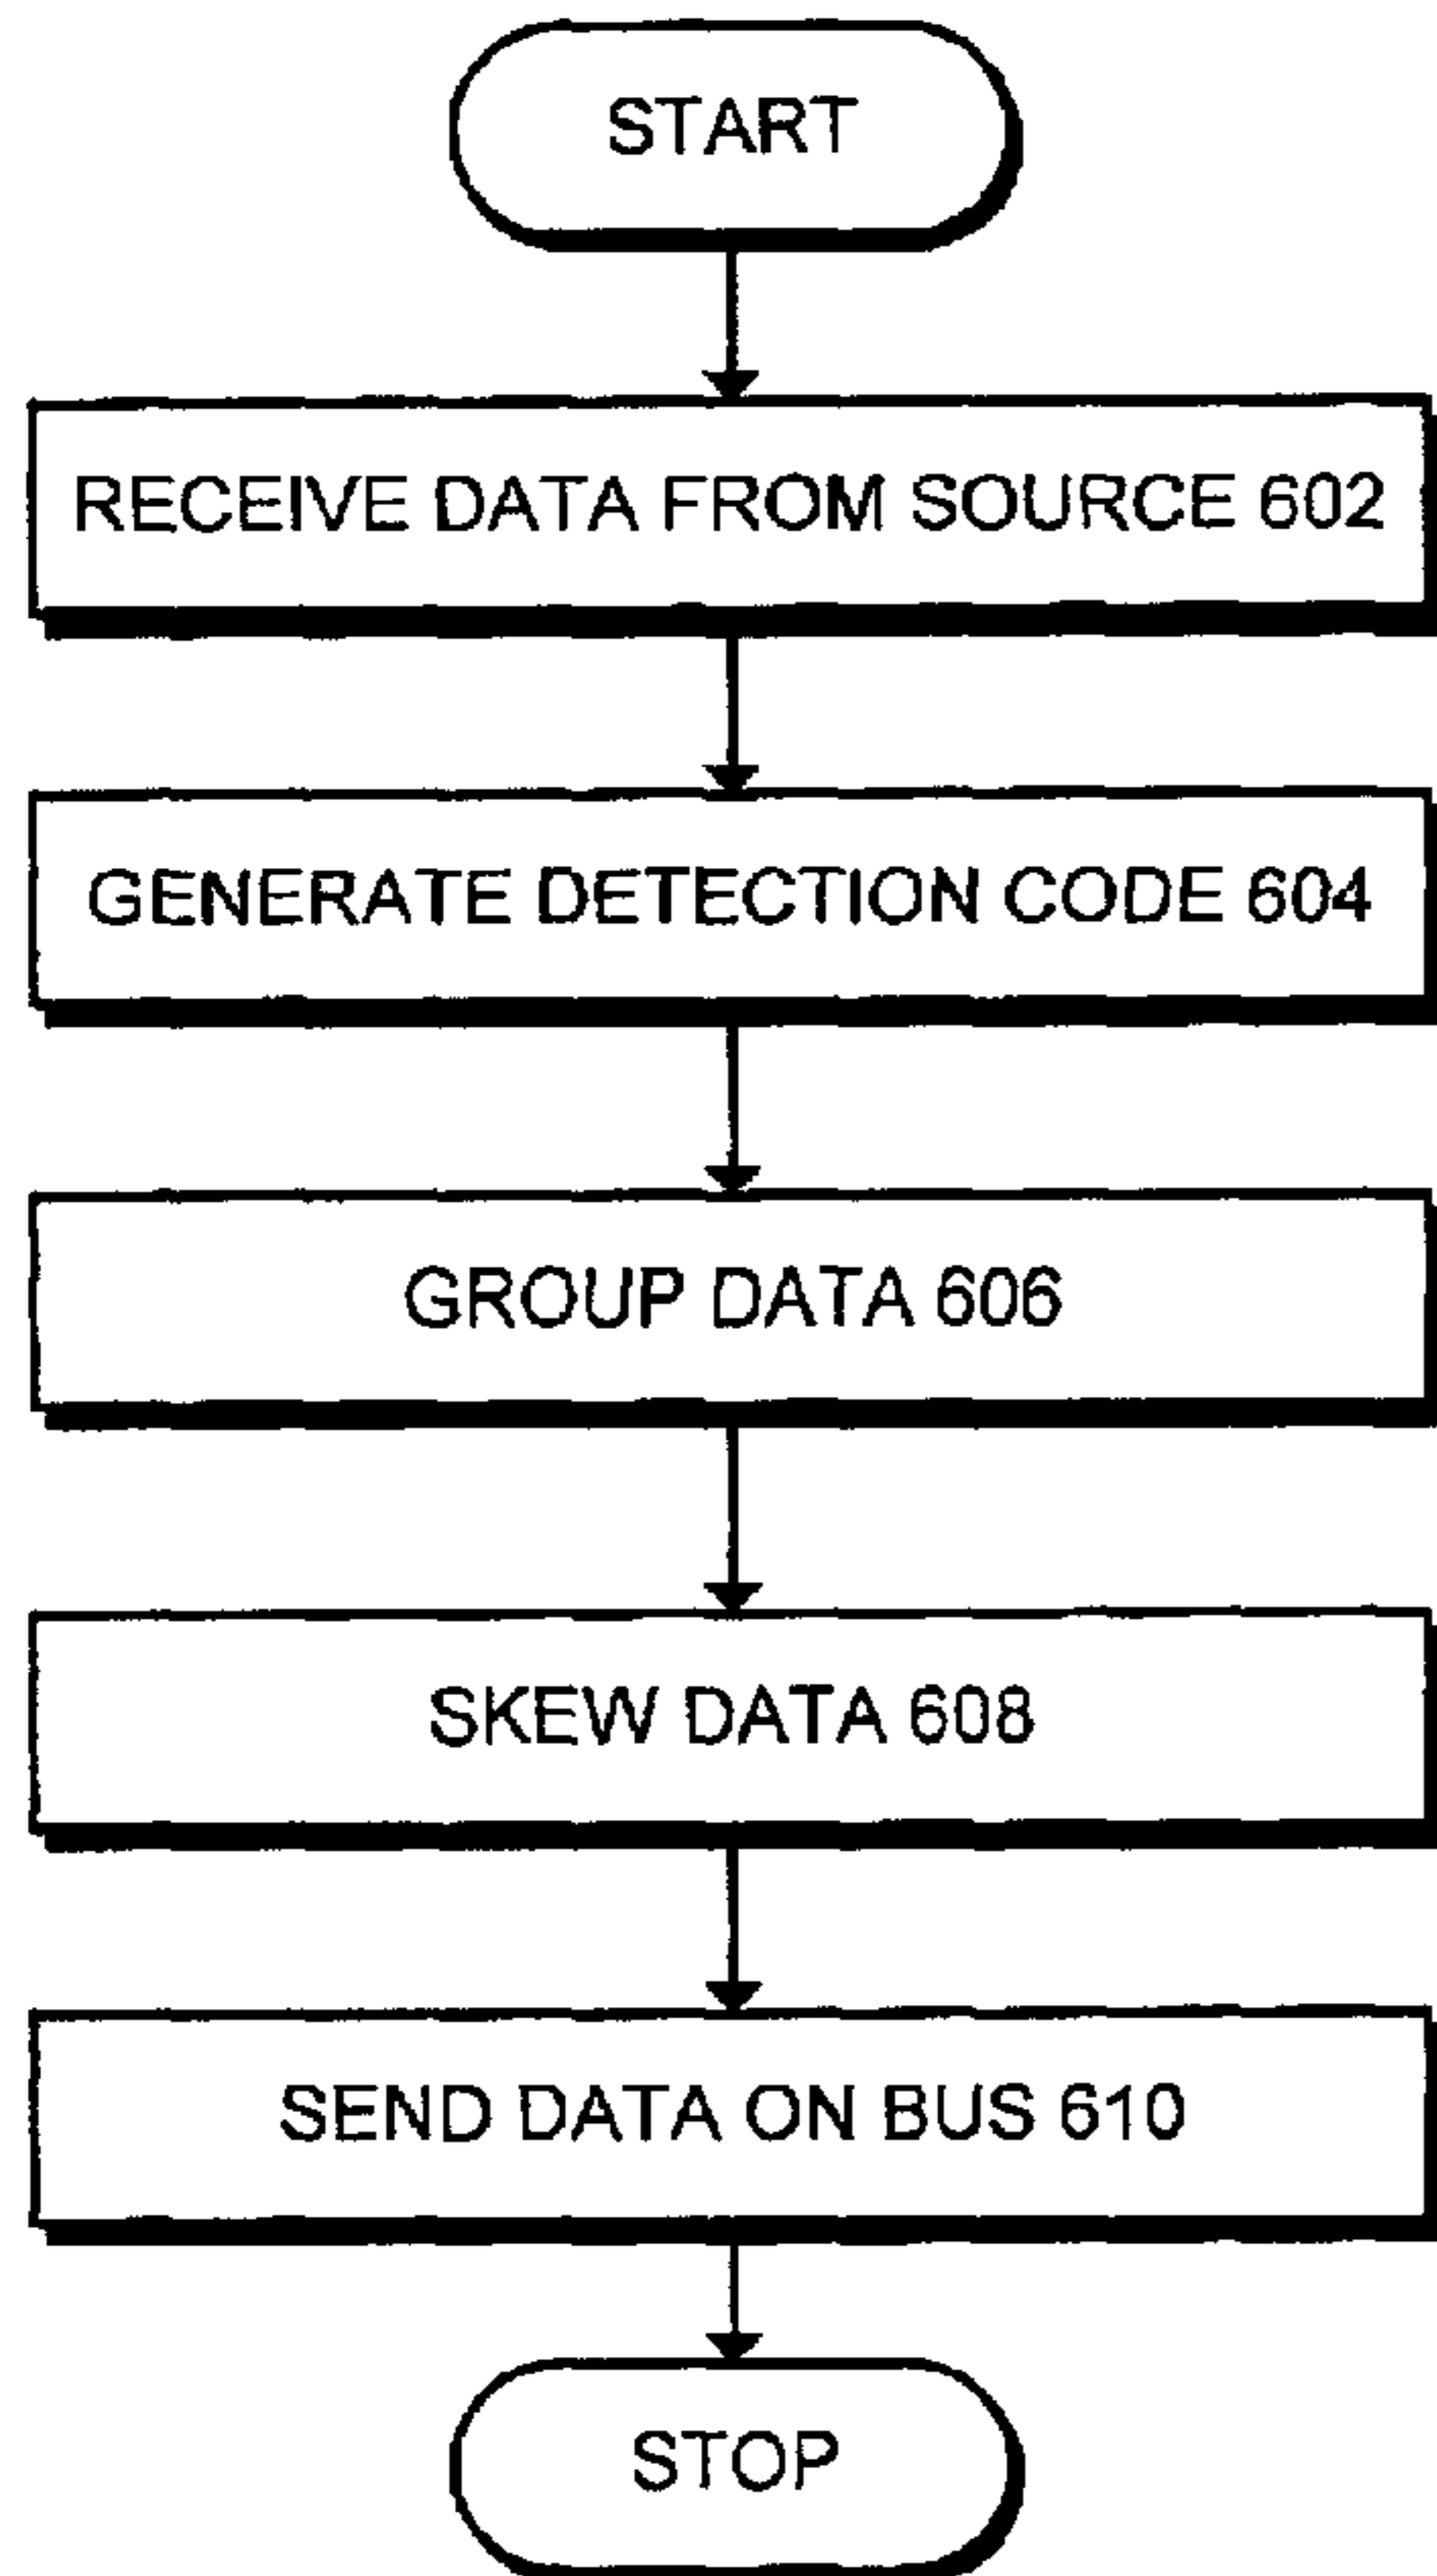 START
RECEIVE DATA FROM SOURCE 602
GENERATE DETECTION CODE 604
GROUP DATA 606
SKEW DATA 608
SEND DATA ON BUS 610
STOP